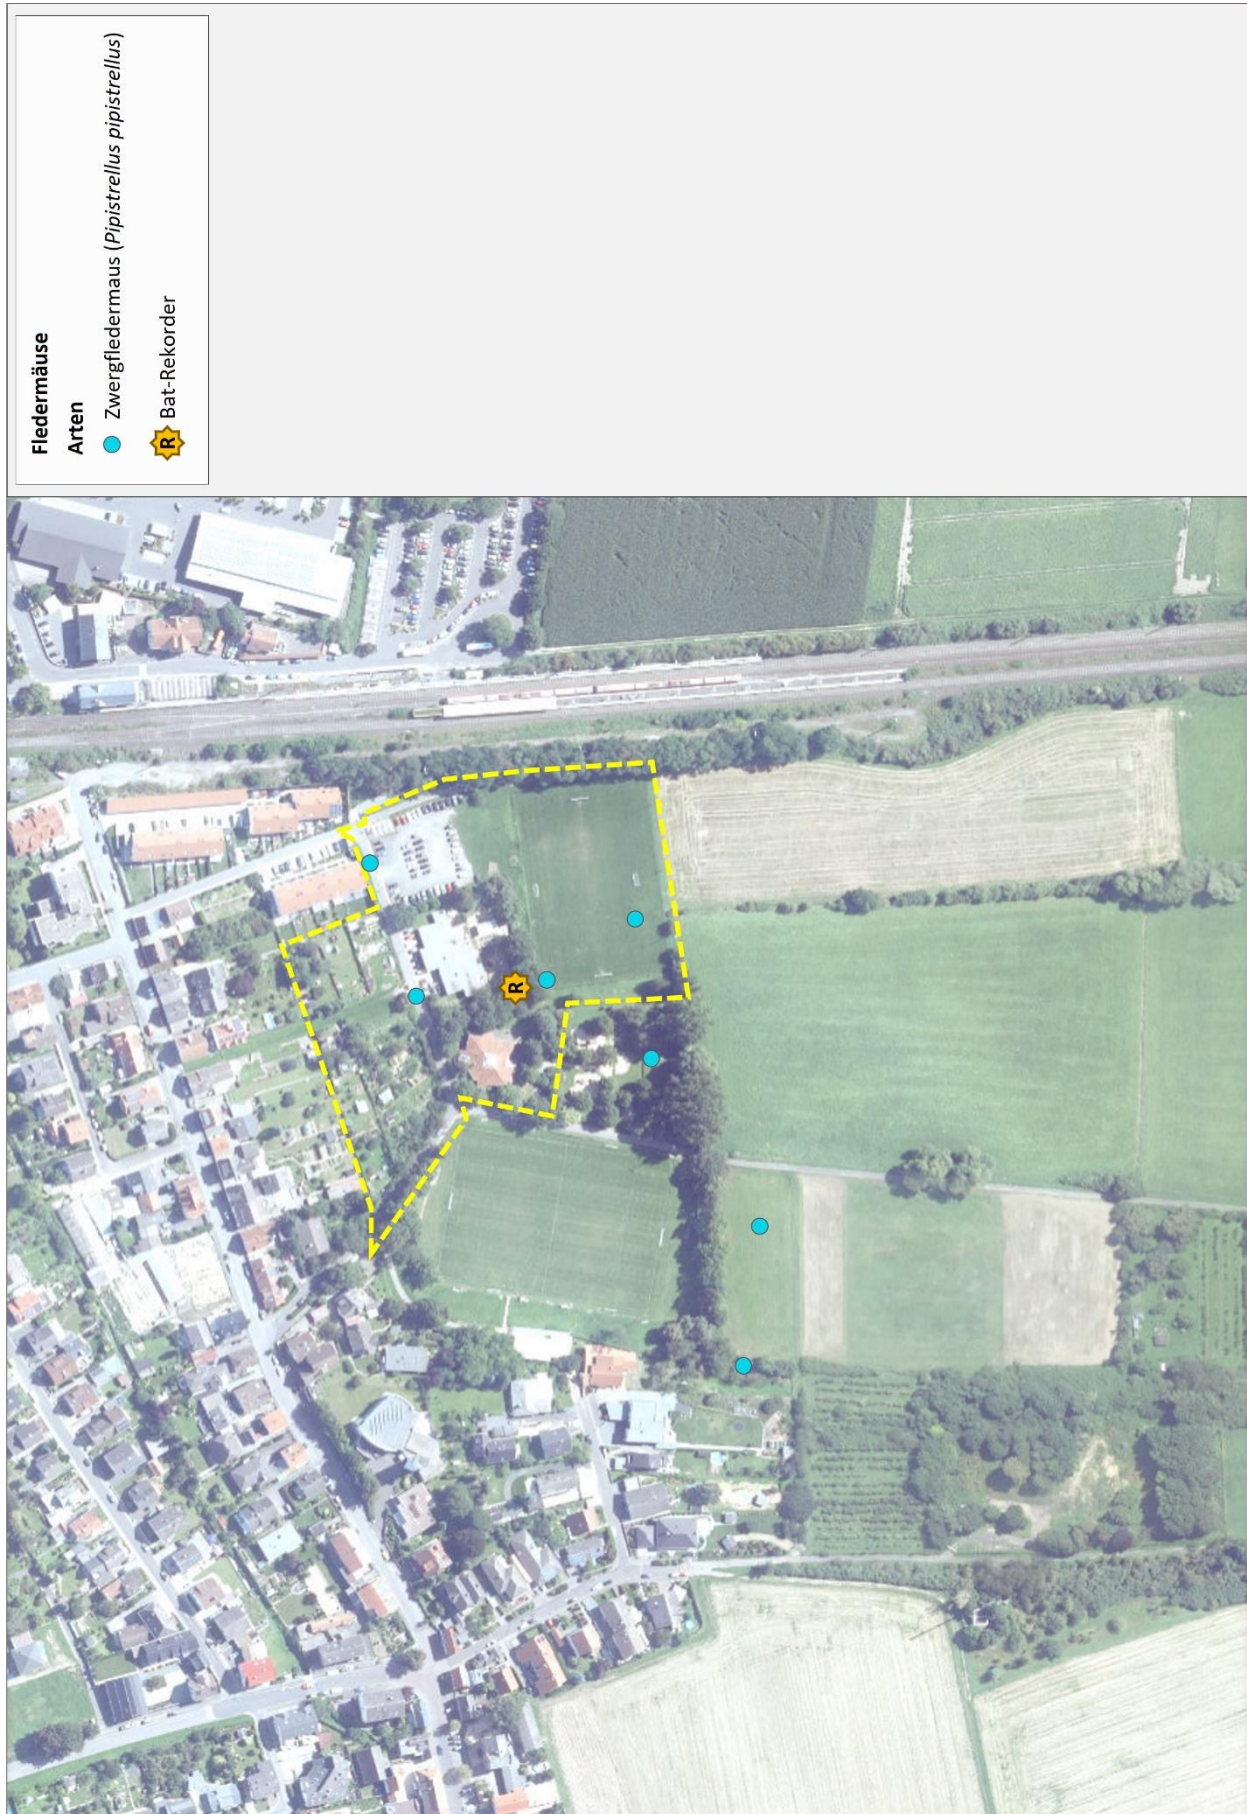 Fledermäuse
Arten
Zwergfledermaus (Pipistrellus pipistrellus)
R Bat-Rekorder
R